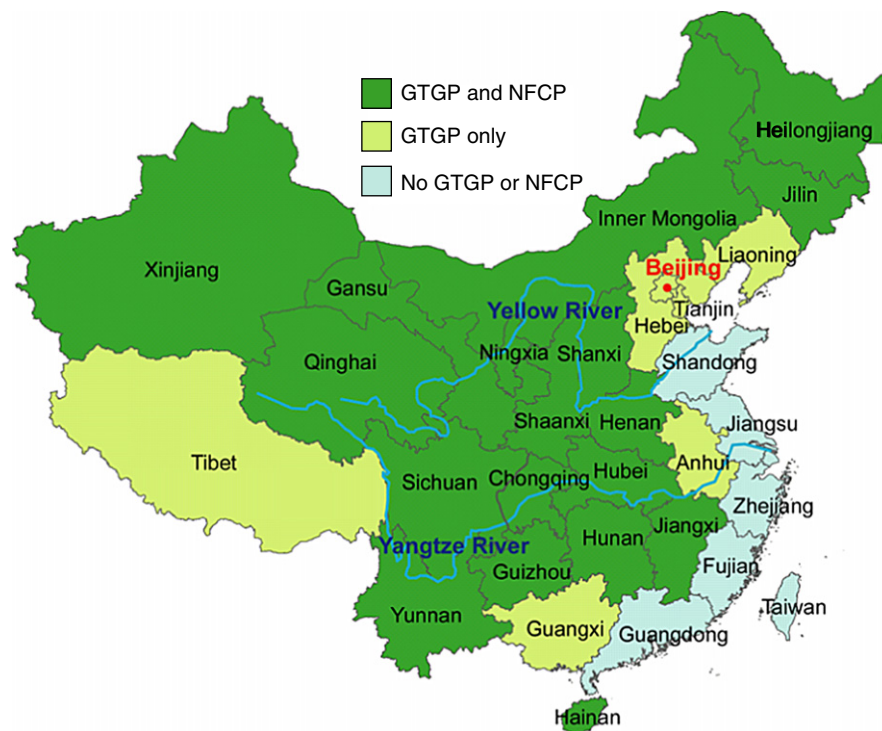 GTGP and NFCP
GTGP only
No GTGP or NFCP
Heilongjiang
Jilin
Inner Mongolia
Liaoning
Beijing
Xinjiang
Gansu
Yellow River
Tianjin
Hebei
Qinghai
Ningxia
Shanxi
Shandong
Shaanxi
Henan
Jiangsu
Tibet
Sichuan
Chongqing
Hubei
Anhui
Zhejiang
Yangtze River
Hunan
Jiangxi
Guizhou
Fujian
Yunnan
Guangxi
Guangdong
Taiwan
Hainan